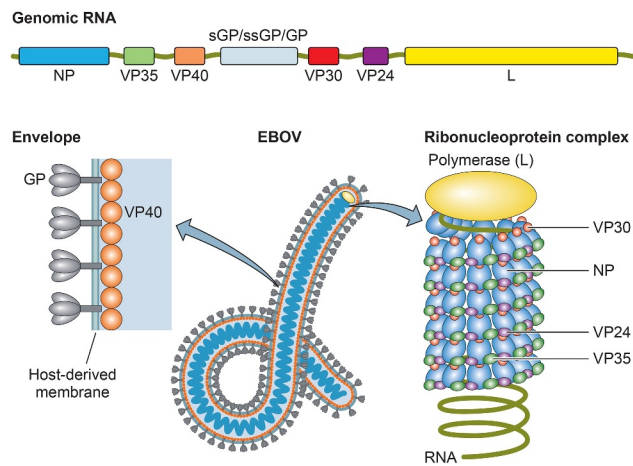 Genomic RNA
sGP/ssGP/GP
NP
VP35
VP40
VP30
VP24
L
Envelope
EBOV
Ribonucleoprotein complex
GP
VP40
Host-derived
membrane
Polymerase (L)
VP30
NP
VP24
VP35
RNA